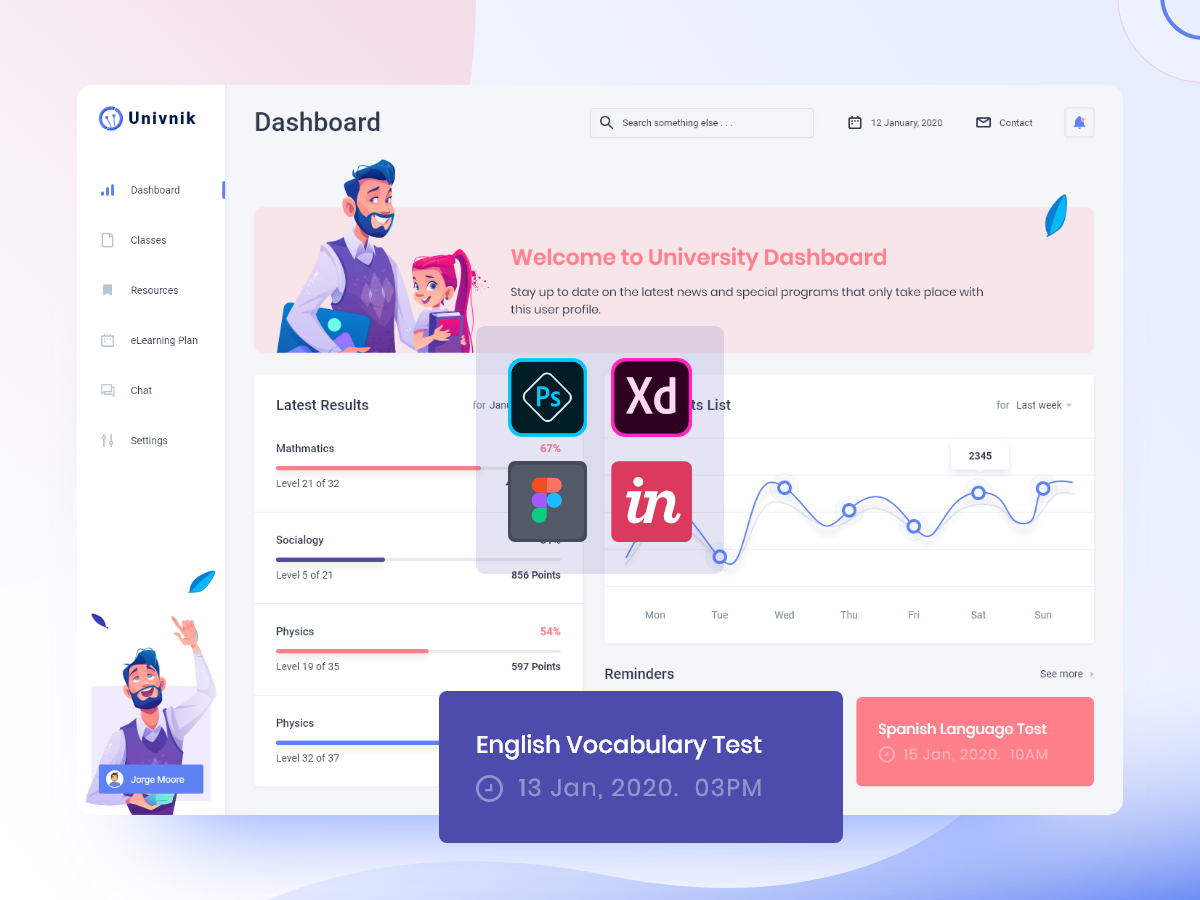 Univnik
Dashboard
Search something else . . .
12 January, 2020
Contact
Dashboard
Classes
Resources
eLearning Plan
Chat
Settings
Jorge Moore
Welcome to University Dashboard
Stay up to date on the latest news and special programs that only take place with
this user profile.
Latest Results
for
Mathmatics
67%
Level 21 of 32
Socialogy
Level 5 of 21
856 Points
Physics
54%
Level 19 of 35
597 Points
Physics
Level 32 of 37
Ps
Xd
in
List
for Last week
2345
Mon Tue Wed Thu Fri Sat Sun
Reminders
See more
English Vocabulary Test
13 Jan, 2020. 03PM
Spanish Language Test
15 Jan, 2020. 10AM